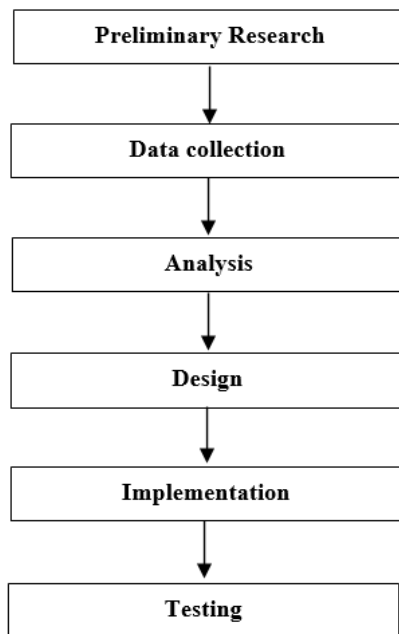 Preliminary Research
Data collection
Analysis
Design
Implementation
Testing